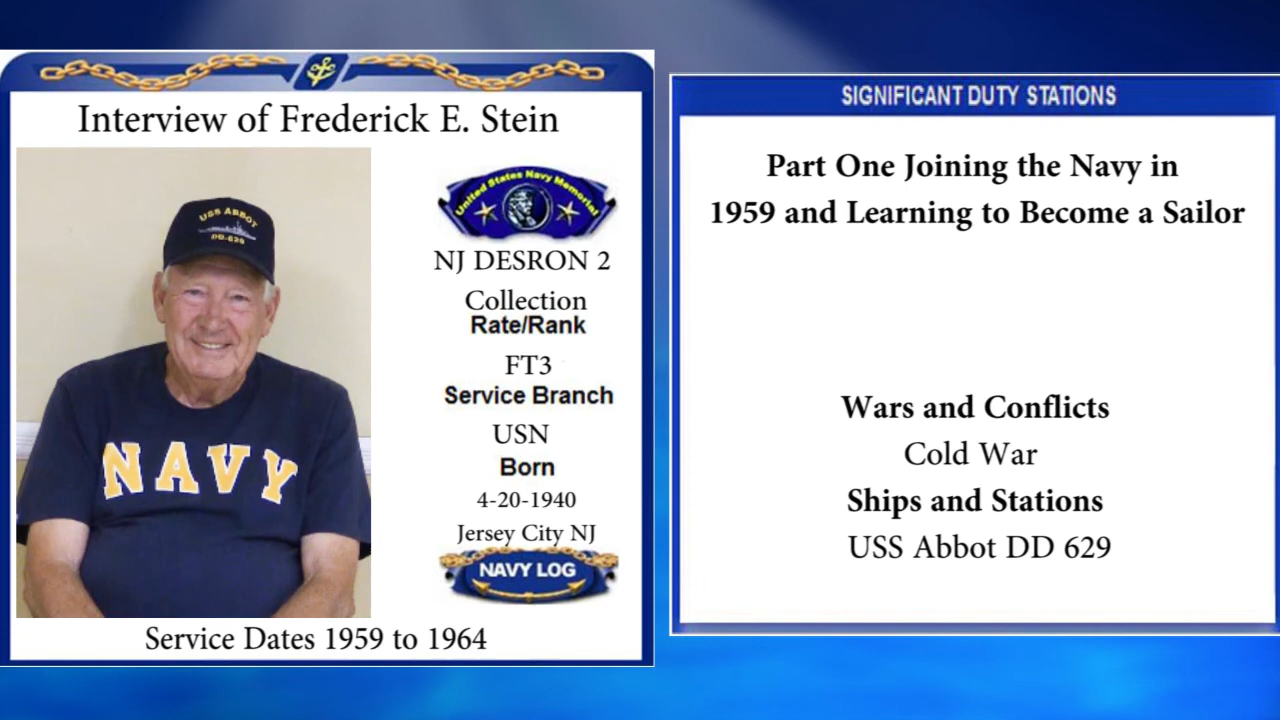 Interview of Frederick E. Stein
USS ABBOT
DD-629
NAVY
United States Navy Memorial
NJ DESRON 2
Collection
Rate/Rank
FT3
Service Branch
USN
Born
4-20-1940
Jersey City NJ
NAVY LOG
Service Dates 1959 to 1964
SIGNIFICANT DUTY STATIONS
Part One Joining the Navy in
1959 and Learning to Become a Sailor
Wars and Conflicts
Cold War
Ships and Stations
USS Abbot DD 629